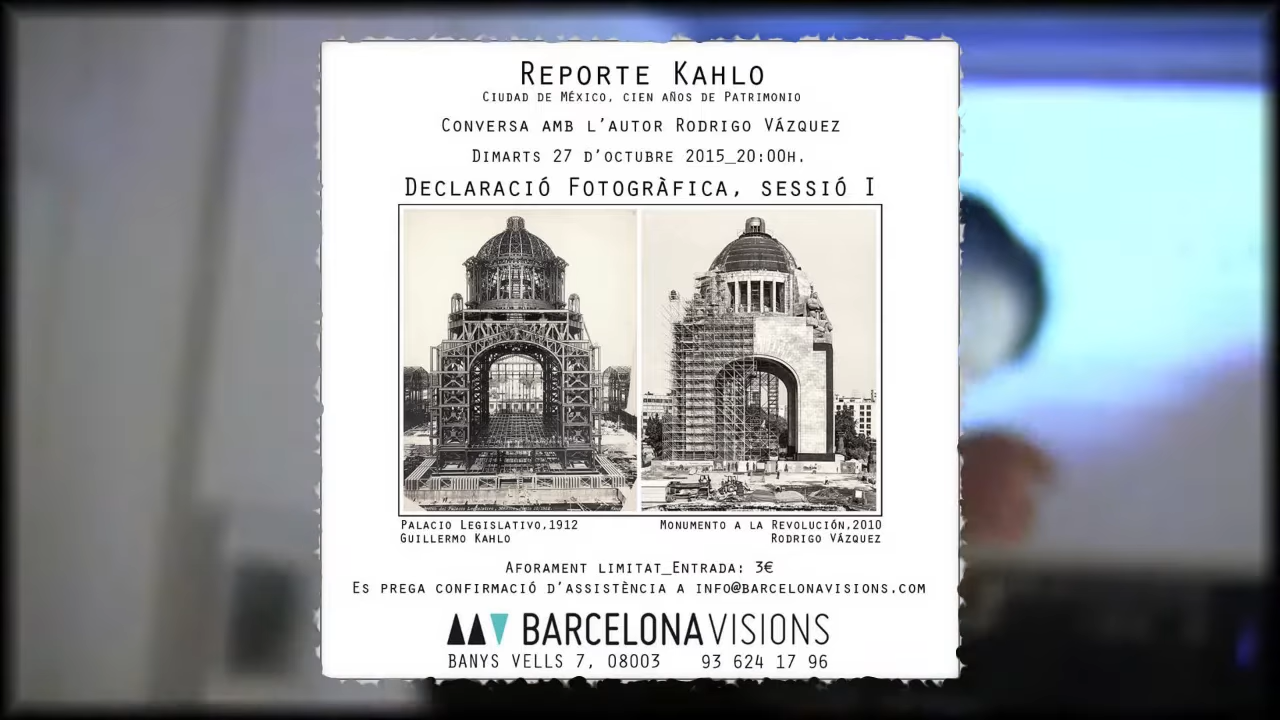 Reporte Kahlo
Ciudad de México, cien años de Patrimonio
Conversa amb l'autor Rodrigo Vázquez
Dimarts 27 d'octubre 2015_20:00h.
Declaració Fotogràfica, sessió I
Palacio Legislativo,1912
Guillermo Kahlo
Monumento a la Revolución,2010
Rodrigo Vázquez
Aforament limitat_Entrada: 3€
Es prega confirmació d'assistència a info@barcelonavisions.com
BARCELONAVISIONS
BANYS VELLS 7, 08003 93 624 17 96